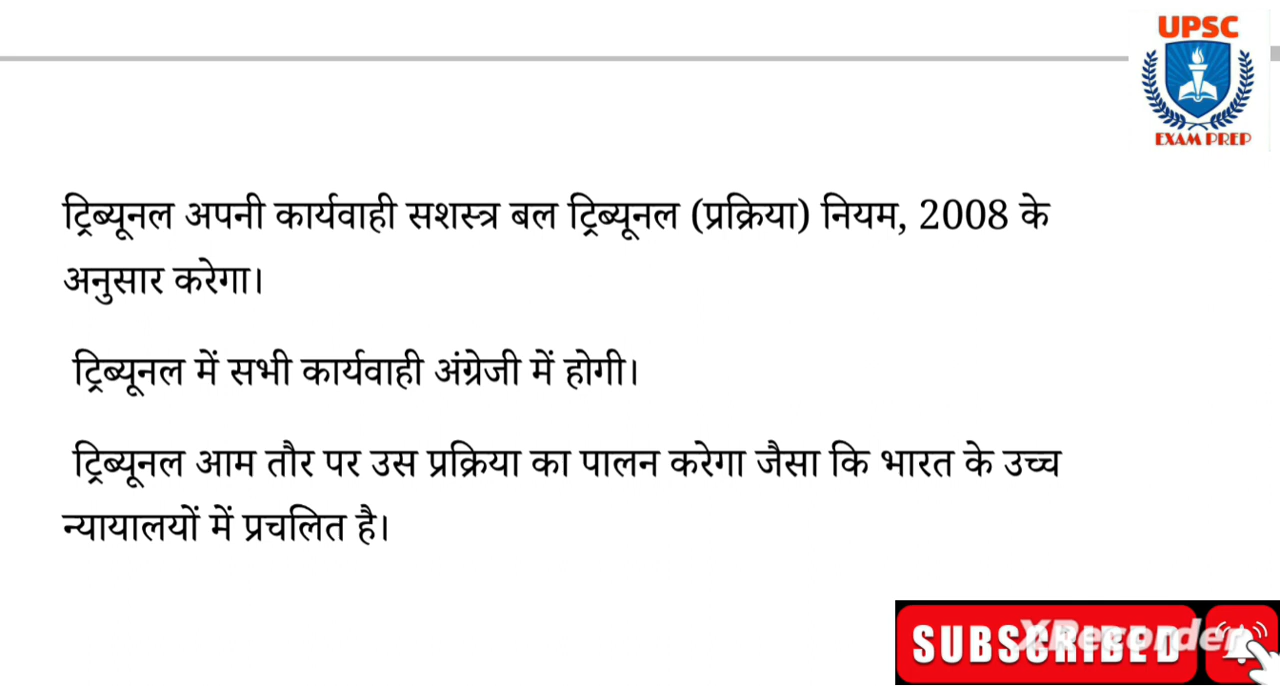 UPSC
EXAM PREP
ट्रिब्यूनल अपनी कार्यवाही सशस्त्र बल ट्रिब्यूनल (प्रक्रिया) नियम, 2008 के
अनुसार करेगा।
ट्रिब्यूनल में सभी कार्यवाही अंग्रेजी में होगी।
ट्रिब्यूनल आम तौर पर उस प्रक्रिया का पालन करेगा जैसा कि भारत के उच्च
न्यायालयों में प्रचलित है।
SUBSCRIBED
XRecorder